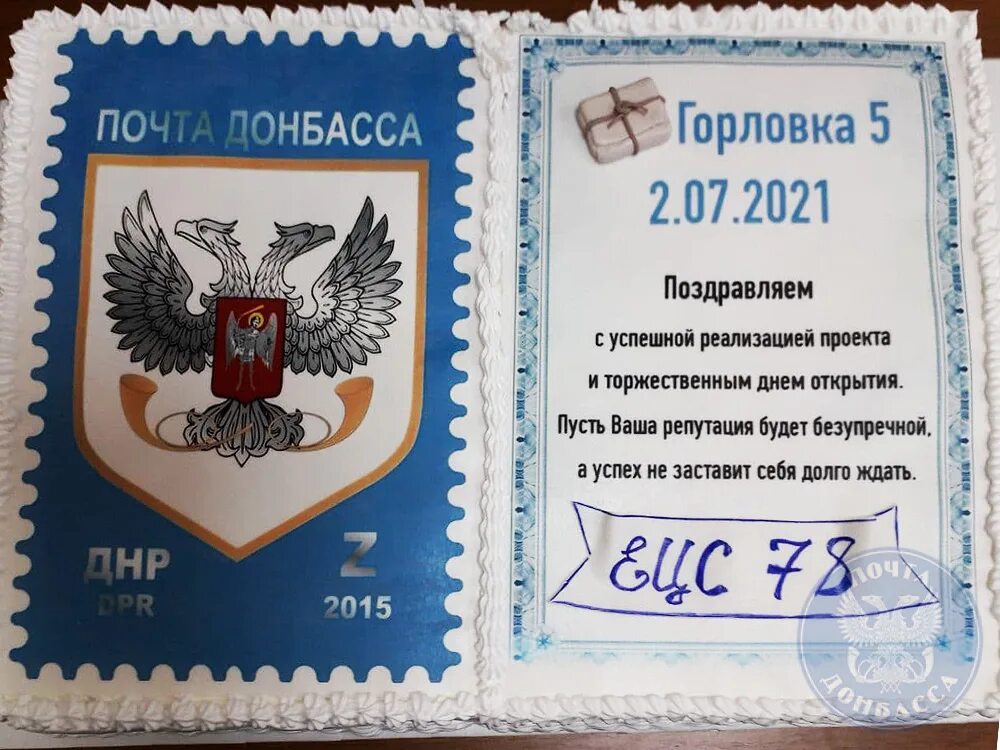 ПОЧТА ДОНБАССА
ДНР
DPR
Z
2015
Горловка 5
2.07.2021
Поздравляем
с успешной реализацией проекта
и торжественным днем открытия.
Пусть Ваша репутация будет безупречной,
а успех не заставит себя долго ждать.
ЕЦС 78
ПОЧТА
ДОНБАССА